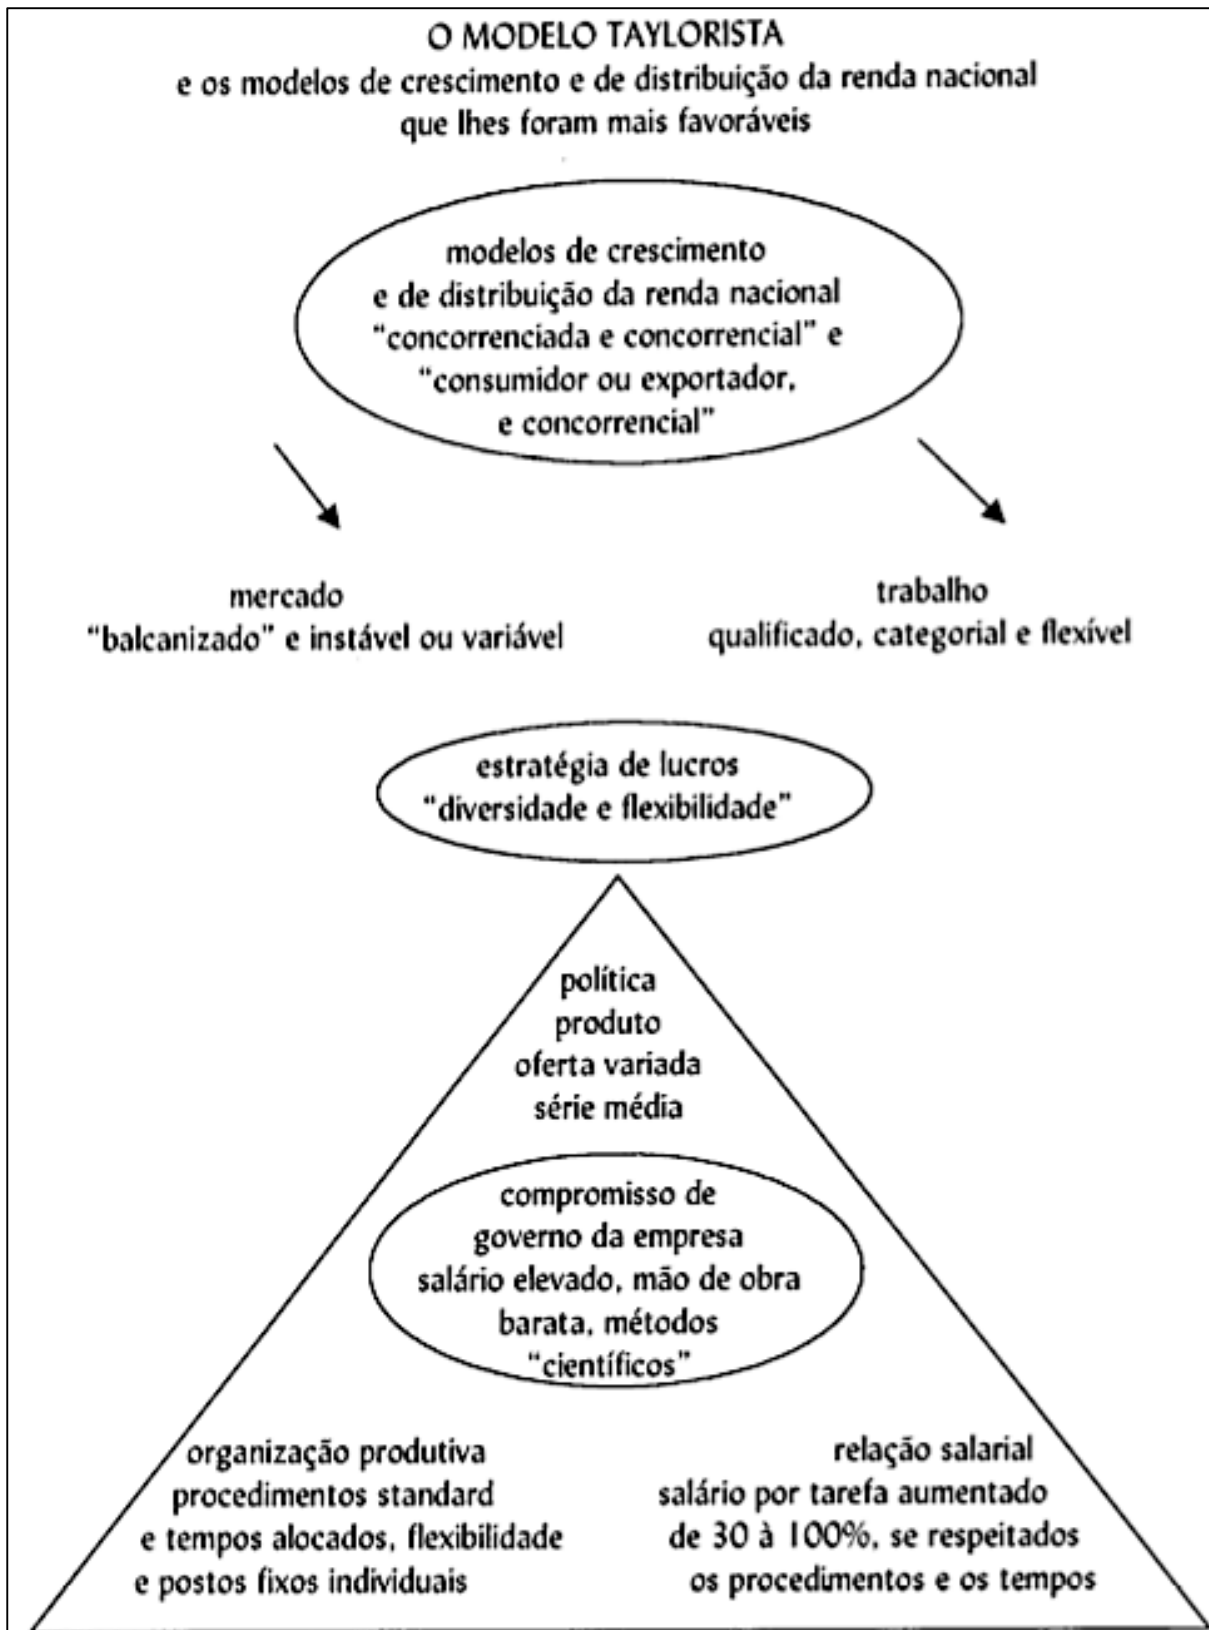 O MODELO TAYLORISTA
e os modelos de crescimento e de distribuição da renda nacional
que lhes foram mais favoráveis
modelos de crescimento
e de distribuição da renda nacional
“concorrenciada e concorrencial” e
“consumidor ou exportador,
e concorrencial”
mercado
“balcanizado” e instável ou variável
trabalho
qualificado, categorial e flexível
estratégia de lucros
“diversidade e flexibilidade”
política
produto
oferta variada
série média
compromisso de
governo da empresa
salário elevado, mão de obra
barata, métodos
“científicos”
organização produtiva
procedimentos standard
e tempos alocados, flexibilidade
e postos fixos individuais
relação salarial
salário por tarefa aumentado
de 30 à 100%, se respeitados
os procedimentos e os tempos